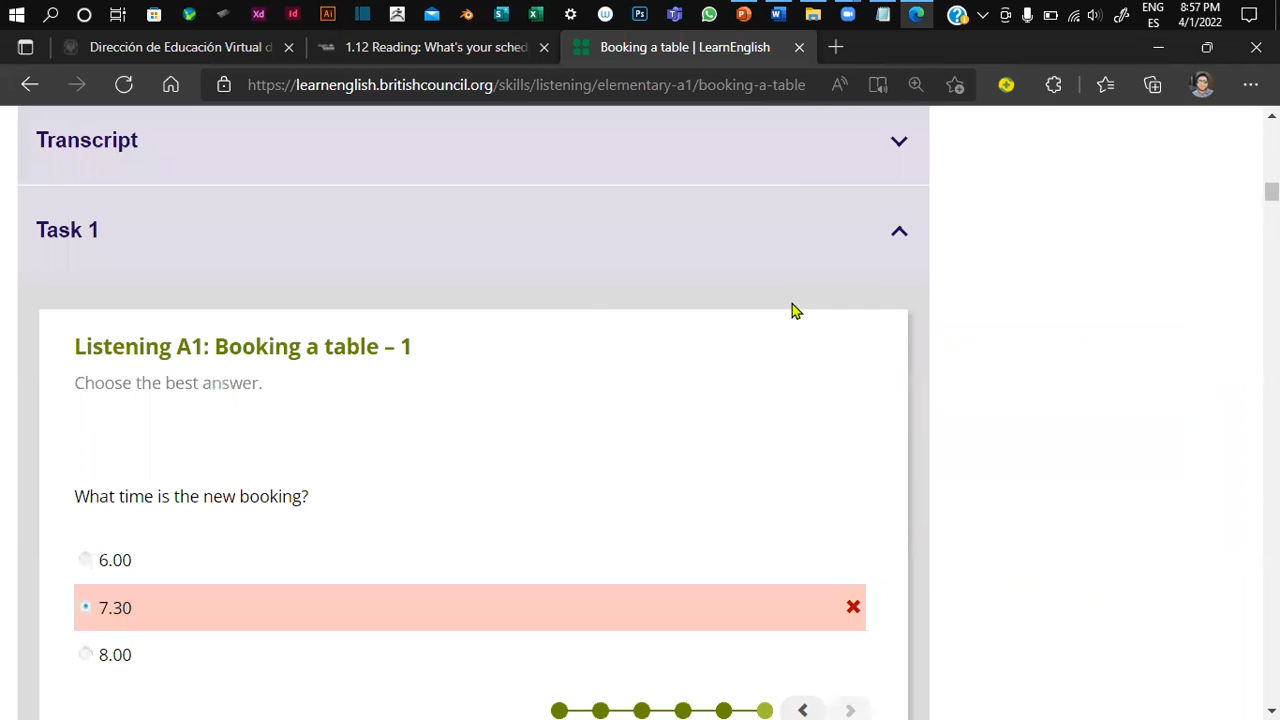 8:57 PM
ENG
ES
4/1/2022
Dirección de Educación Virtual d
1.12 Reading: What's your sched
Booking a table | LearnEnglish
https://learnenglish.britishcouncil.org/skills/listening/elementary-a1/booking-a-table
Transcript
Task 1
Listening A1: Booking a table – 1
Choose the best answer.
What time is the new booking?
6.00
7.30
8.00